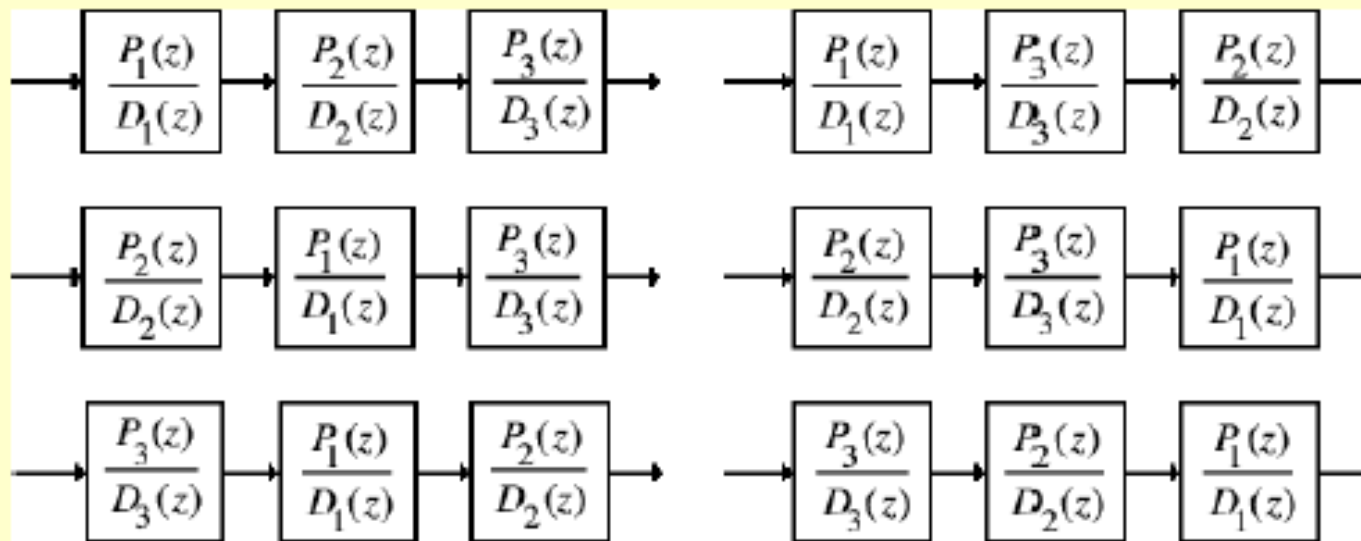 P₁(z) P₂(z) P₃(z) P₁(z) P₃(z) P₂(z)
D₁(z) D₂(z) D₃(z) D₁(z) D₃(z) D₂(z)
P₂(z) P₁(z) P₃(z) P₂(z) P₃(z) P₁(z)
D₂(z) D₁(z) D₃(z) D₂(z) D₃(z) D₁(z)
P₃(z) P₁(z) P₂(z) P₃(z) P₂(z) P₁(z)
D₃(z) D₁(z) D₂(z) D₃(z) D₂(z) D₁(z)